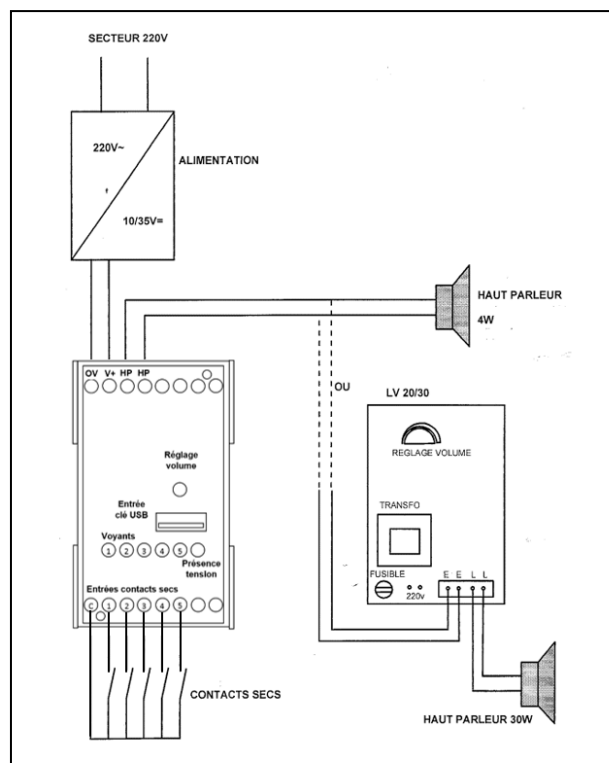 SECTEUR 220V
220V~
ALIMENTATION
10/35V=
HAUT PARLEUR
4W
OV V+ HP HP
OU
LV 20/30
Réglage
volume
REGLAGE VOLUME
Entrée
clé USB
TRANSFO
Voyants
1 2 3 4 5
Présence
tension
E E L L
FUSIBLE
220v
Entrées contacts secs
C 1 2 3 4 5
CONTACTS SECS
HAUT PARLEUR 30W